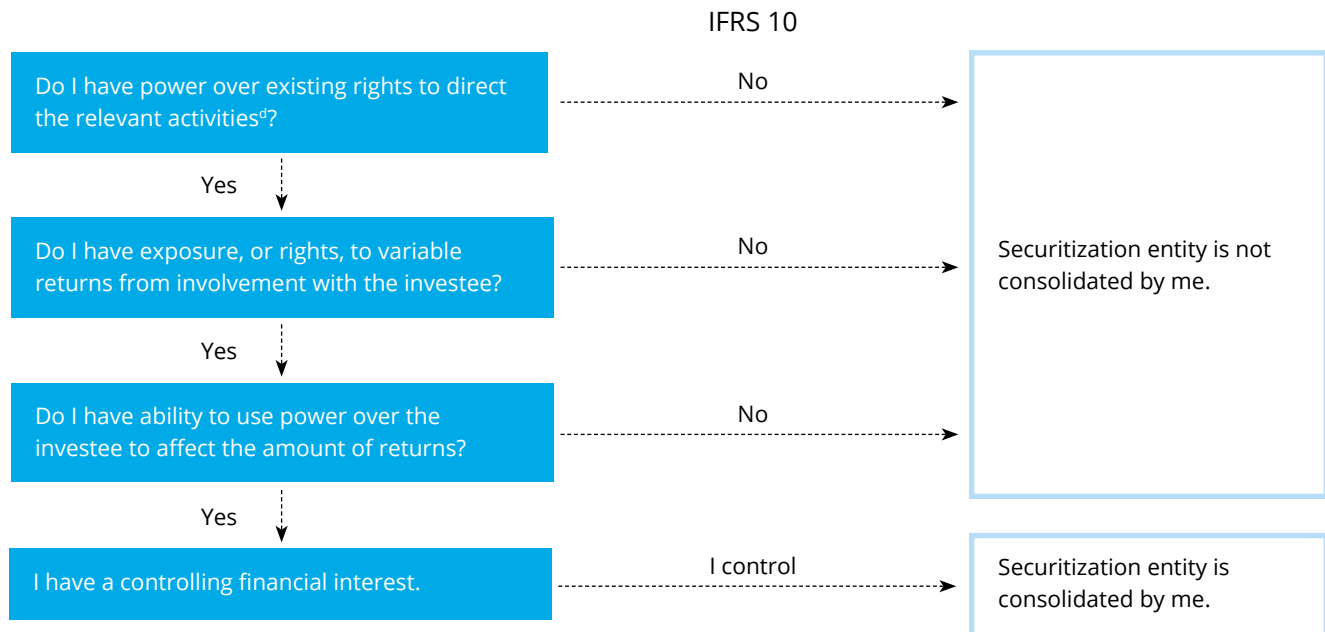 IFRS 10
Do I have power over existing rights to direct
the relevant activitiesᵈ?
No
Yes
Do I have exposure, or rights, to variable
returns from involvement with the investee?
No
Securitization entity is not
consolidated by me.
Yes
Do I have ability to use power over the
investee to affect the amount of returns?
No
Yes
I have a controlling financial interest.
I control
Securitization entity is
consolidated by me.